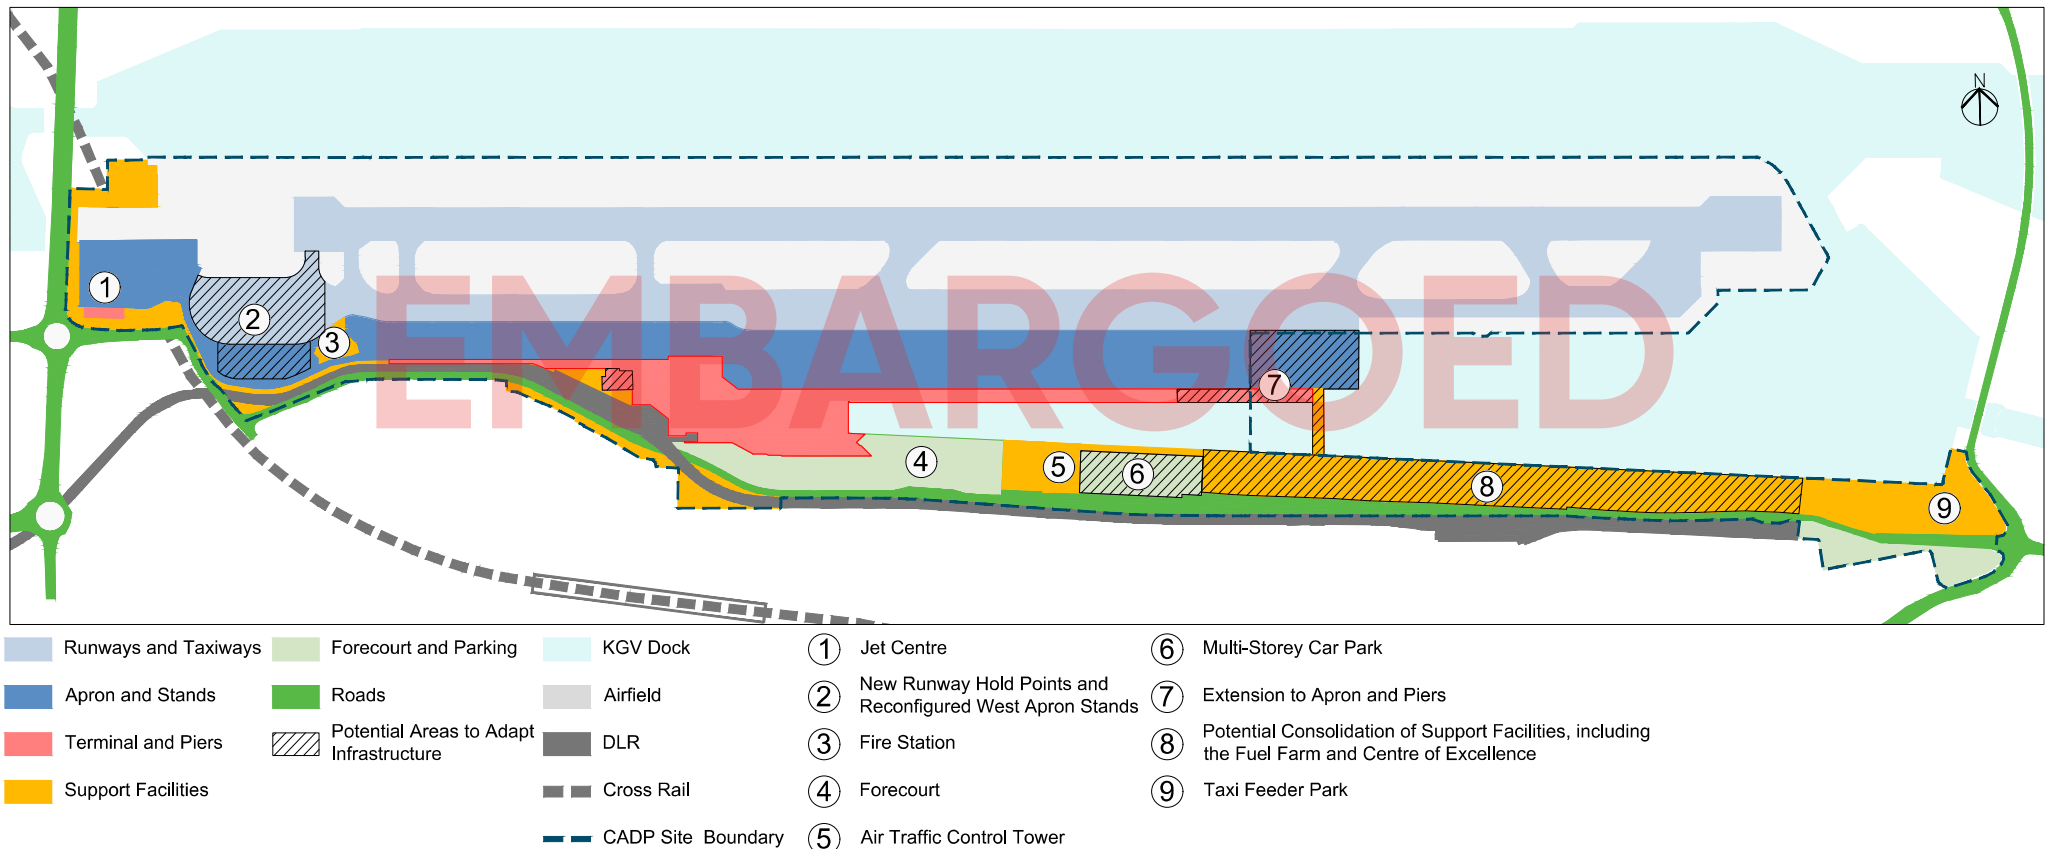 N
EMBARGOED
1
2
3
4
5
6
7
8
9
Runways and Taxiways
Apron and Stands
Terminal and Piers
Support Facilities
Forecourt and Parking
Roads
Potential Areas to Adapt
Infrastructure
KGV Dock
Airfield
DLR
Cross Rail
CADP Site Boundary
1 Jet Centre
2 New Runway Hold Points and
Reconfigured West Apron Stands
3 Fire Station
4 Forecourt
5 Air Traffic Control Tower
6 Multi-Storey Car Park
7 Extension to Apron and Piers
8 Potential Consolidation of Support Facilities, including
the Fuel Farm and Centre of Excellence
9 Taxi Feeder Park